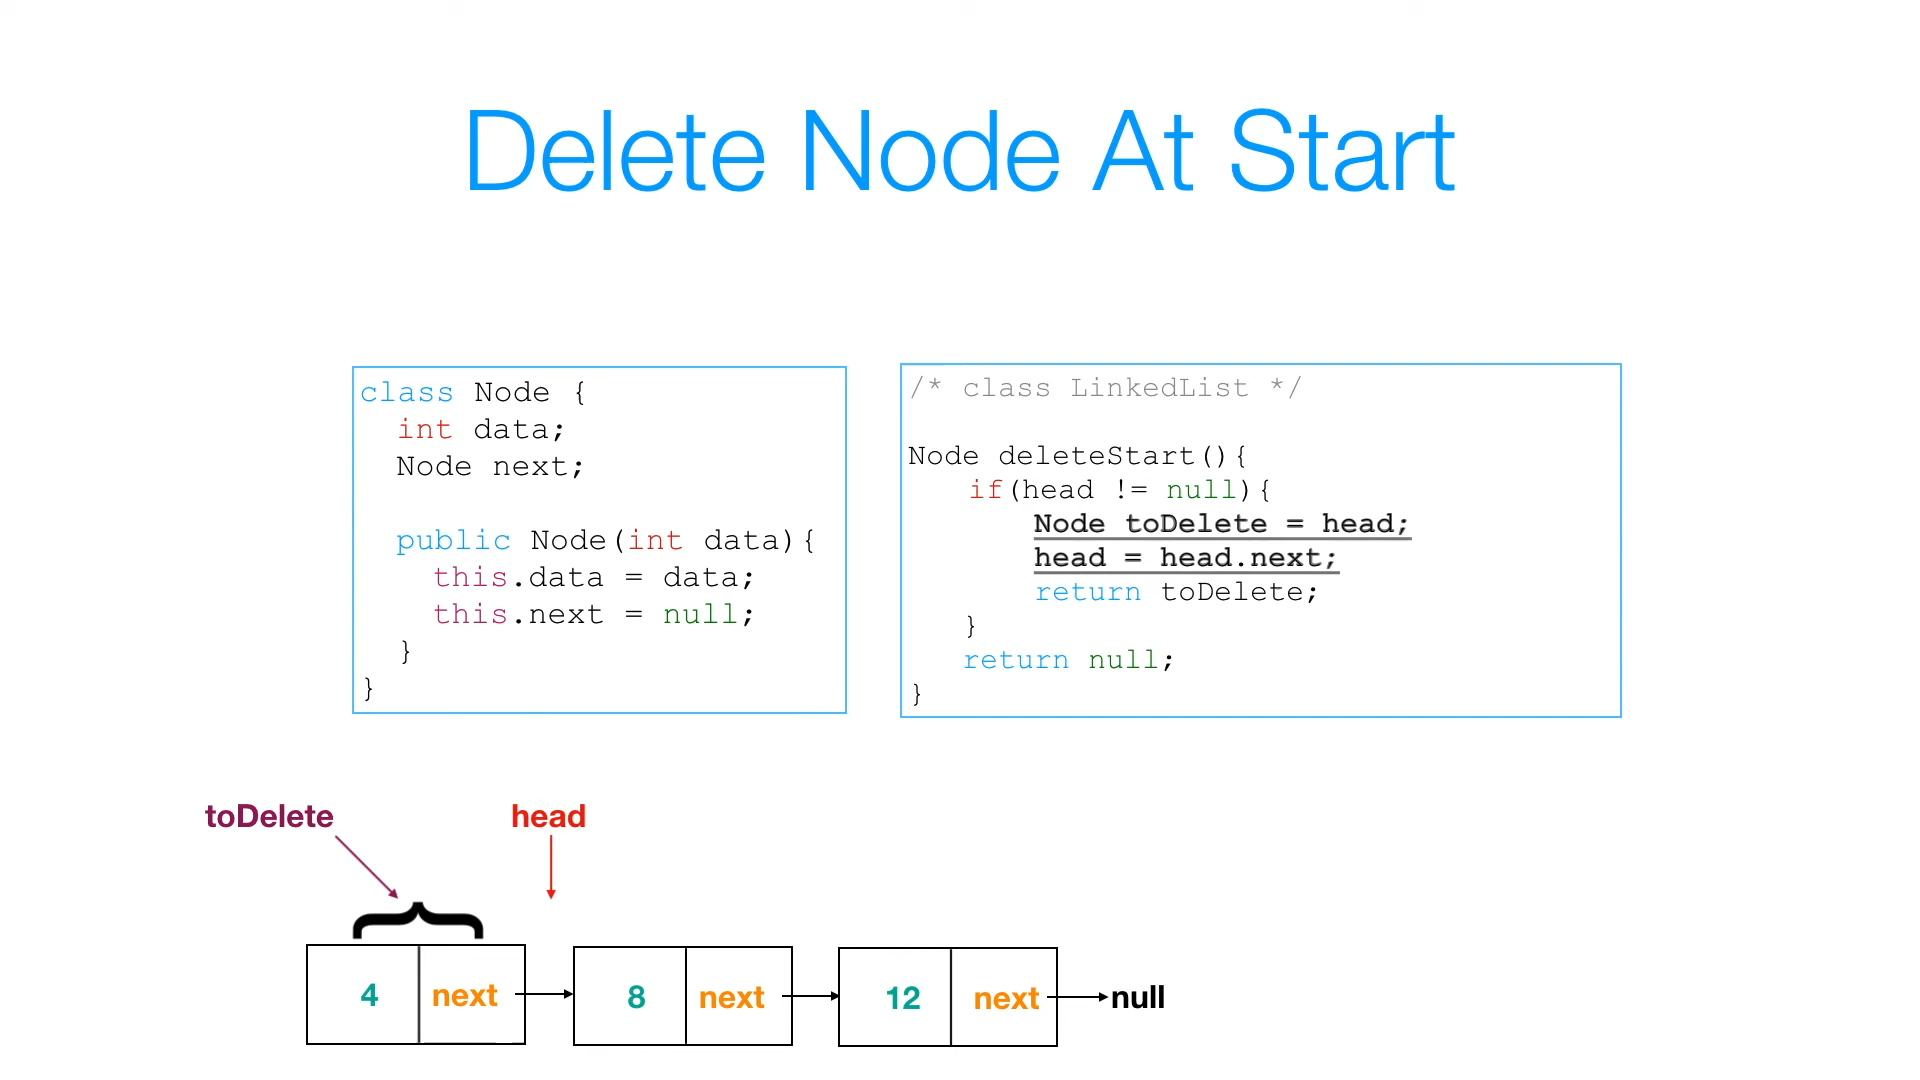 Delete Node At Start
class Node {
int data;
Node next;
public Node(int data){
this.data = data;
this.next = null;
}
}
/* class LinkedList */
Node deleteStart(){
if(head != null){
Node toDelete = head;
head = head.next;
return toDelete;
}
return null;
}
toDelete
head
4 next 8 next 12 next null